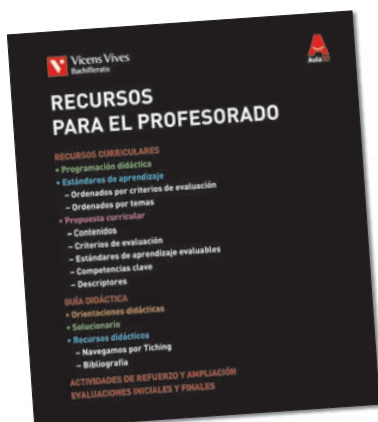 Vicens Vives
Bachillerato
Aula3D
RECURSOS
PARA EL PROFESORADO
RECURSOS CURRICULARES
• Programación didáctica
• Estándares de aprendizaje
– Ordenados por criterios de evaluación
– Ordenados por temas
• Propuesta curricular
– Contenidos
– Criterios de evaluación
– Estándares de aprendizaje evaluables
– Competencias clave
– Descriptores
GUÍA DIDÁCTICA
• Orientaciones didácticas
• Solucionario
• Recursos didácticos
– Navegamos por Tiching
– Bibliografía
ACTIVIDADES DE REFUERZO Y AMPLIACIÓN
EVALUACIONES INICIALES Y FINALES